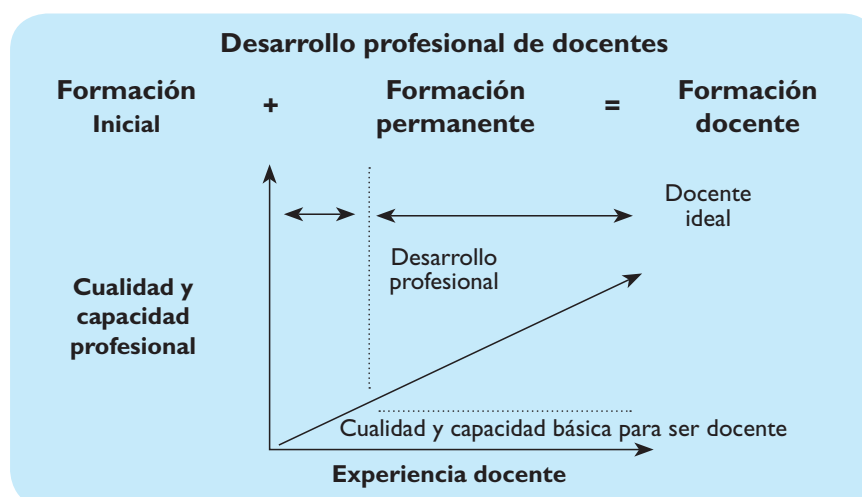 Desarrollo profesional de docentes
Formación Inicial + Formación permanente = Formación docente
Docente
ideal
Desarrollo
profesional
Cualidad y
capacidad
profesional
Cualidad y capacidad básica para ser docente
Experiencia docente